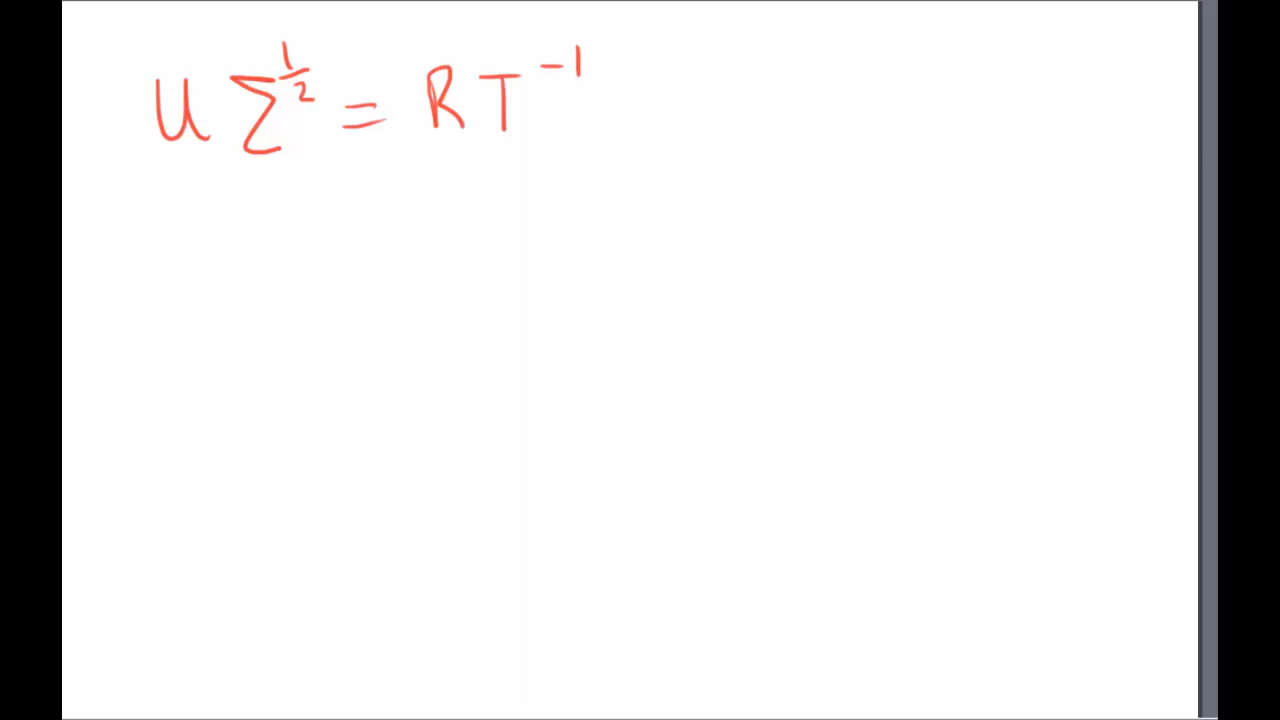 U Σ^{1/2} = R T^{-1}